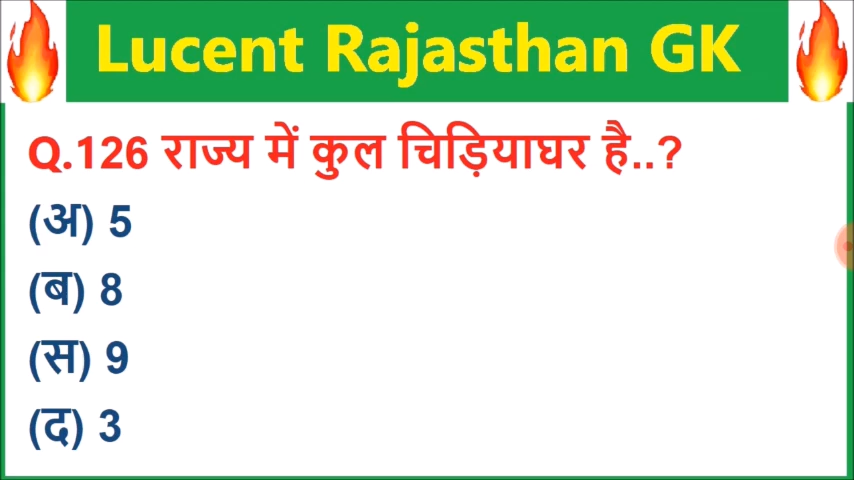 Lucent Rajasthan GK
Q.126 राज्य में कुल चिड़ियाघर है..?
(अ) 5
(ब) 8
(स) 9
(द) 3